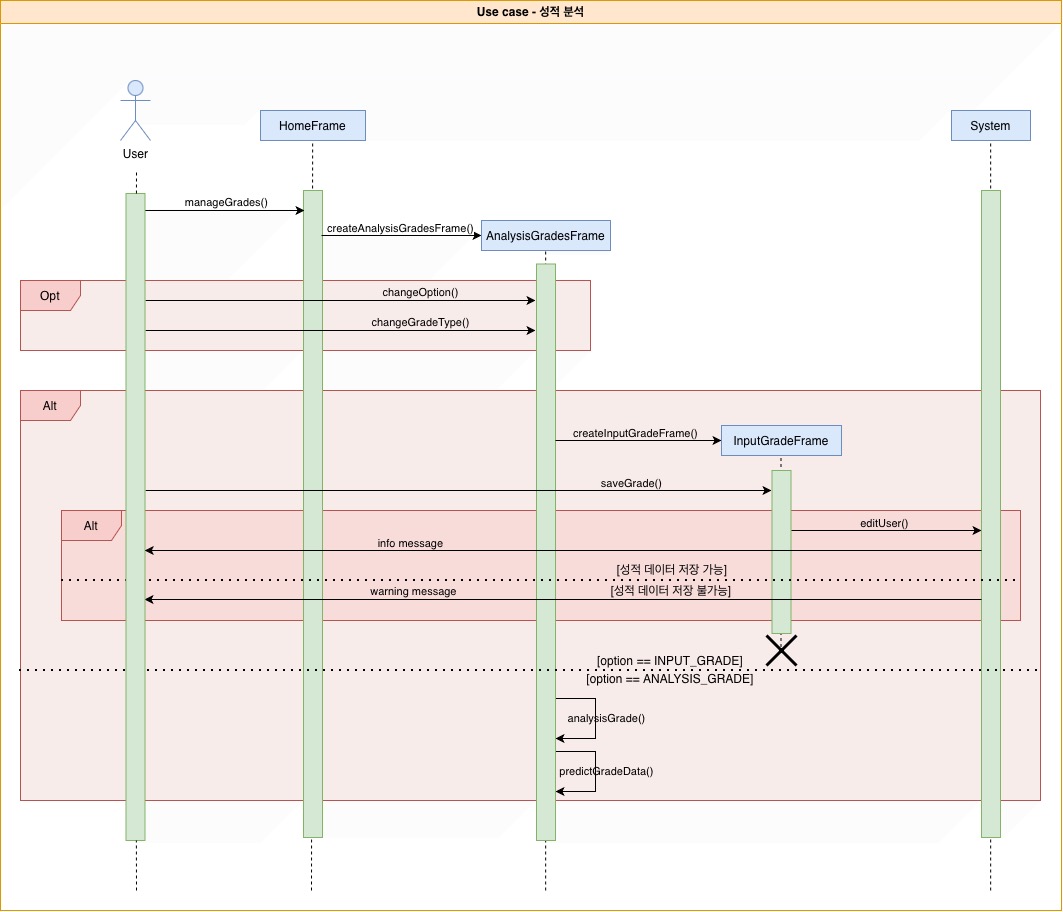 Use case - 성적 분석
User
HomeFrame
System
manageGrades()
createAnalysisGradesFrame()
AnalysisGradesFrame
Opt
changeOption()
changeGradeType()
Alt
createInputGradeFrame()
InputGradeFrame
saveGrade()
Alt
editUser()
info message
[성적 데이터 저장 가능]
warning message
[성적 데이터 저장 불가능]
[option == INPUT_GRADE]
[option == ANALYSIS_GRADE]
analysisGrade()
predictGradeData()